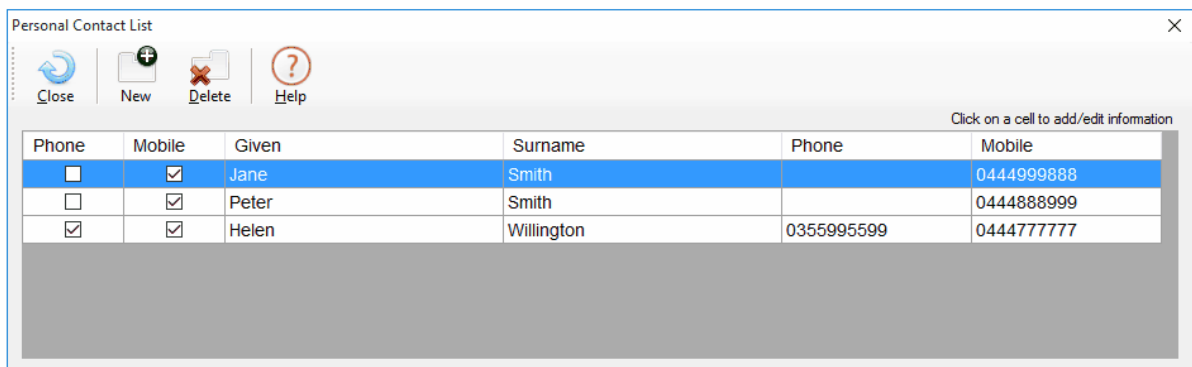 Personal Contact List
Close New Delete Help
Click on a cell to add/edit information
Phone Mobile Given Surname Phone Mobile
Jane Smith 0444999888
Peter Smith 0444888999
Helen Willington 0355995599 0444777777